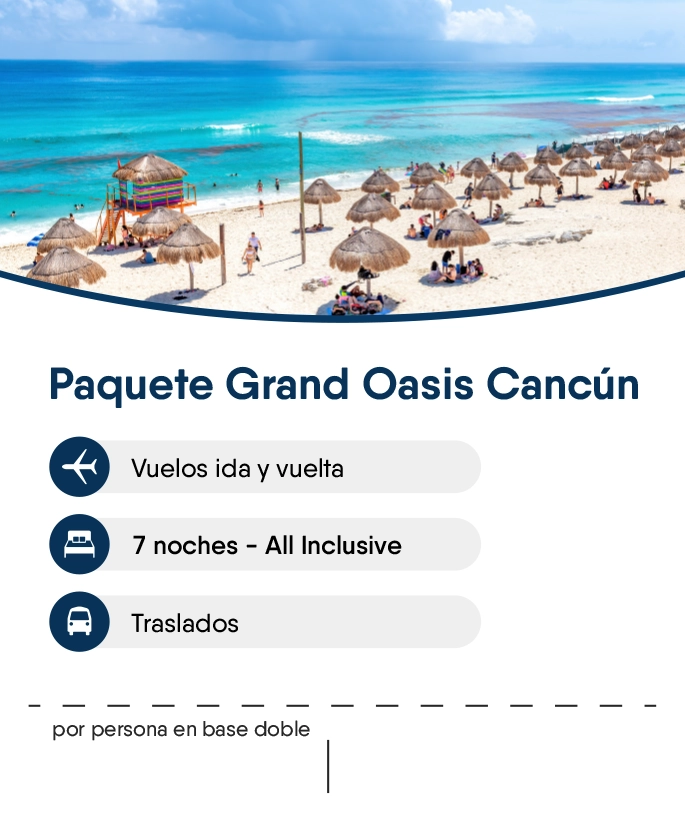 Paquete Grand Oasis Cancún
Vuelos ida y vuelta
7 noches - All Inclusive
Traslados
por persona en base doble